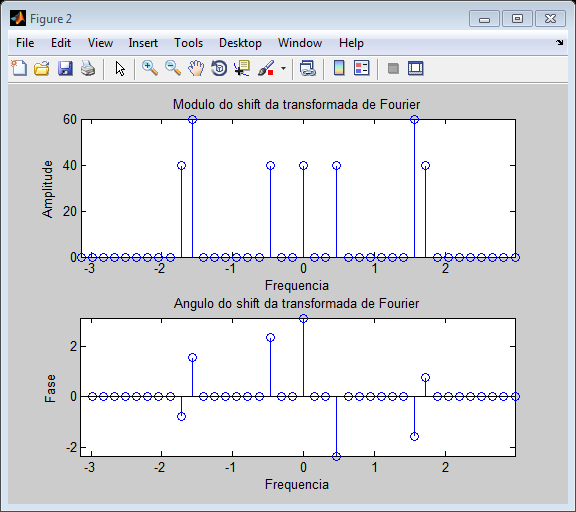 Figure 2
File Edit View Insert Tools Desktop Window Help
Modulo do shift da transformada de Fourier
60
40
20
0
Amplitude
-3 -2 -1 0 1 2
Frequencia
Angulo do shift da transformada de Fourier
2
0
-2
Fase
-3 -2 -1 0 1 2
Frequencia